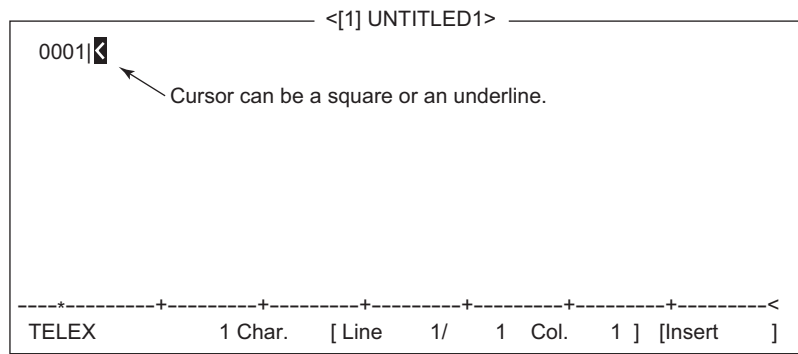 <[1] UNTITLED1>
0001|<
Cursor can be a square or an underline.
----*---------+---------+---------+---------+---------+---------+---------<
TELEX 1 Char. [ Line 1/ 1 Col. 1 ] [Insert ]